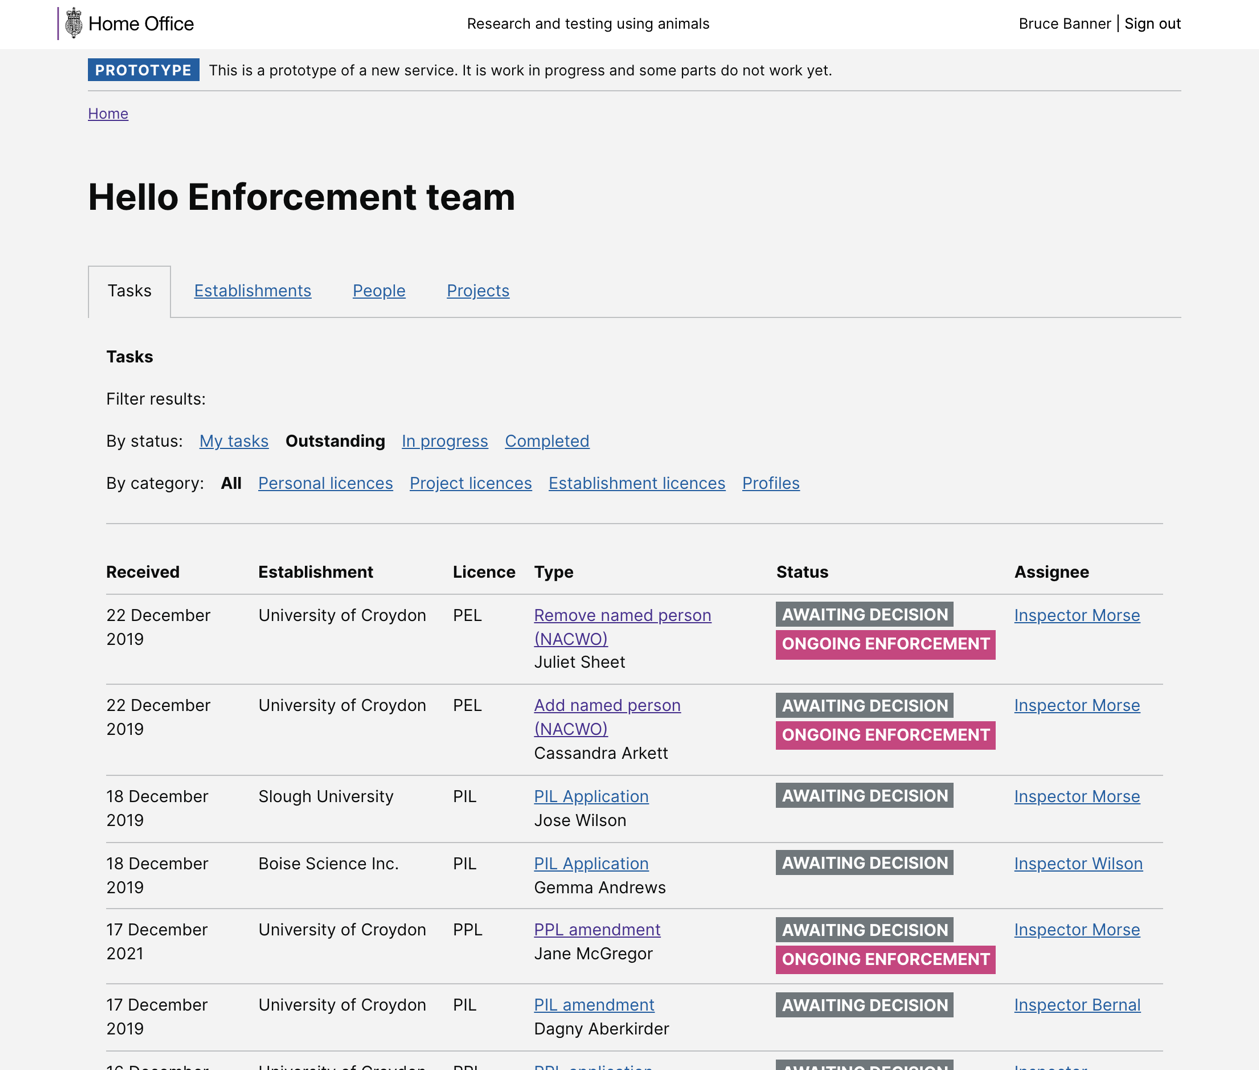 Home Office
Research and testing using animals
Bruce Banner | Sign out
PROTOTYPE This is a prototype of a new service. It is work in progress and some parts do not work yet.
Home
Hello Enforcement team
Tasks Establishments People Projects
Tasks
Filter results:
By status: My tasks Outstanding In progress Completed
By category: All Personal licences Project licences Establishment licences Profiles
Received Establishment Licence Type Status Assignee
22 December University of Croydon PEL Remove named person AWAITING DECISION Inspector Morse
2019 (NACWO) ONGOING ENFORCEMENT
Juliet Sheet
22 December University of Croydon PEL Add named person AWAITING DECISION Inspector Morse
2019 (NACWO) ONGOING ENFORCEMENT
Cassandra Arkett
18 December Slough University PIL PIL Application AWAITING DECISION Inspector Morse
2019 Jose Wilson
18 December Boise Science Inc. PIL PIL Application AWAITING DECISION Inspector Wilson
2019 Gemma Andrews
17 December University of Croydon PPL PPL amendment AWAITING DECISION Inspector Morse
2021 Jane McGregor ONGOING ENFORCEMENT
17 December University of Croydon PIL PIL amendment AWAITING DECISION Inspector Bernal
2019 Dagny Aberkirder